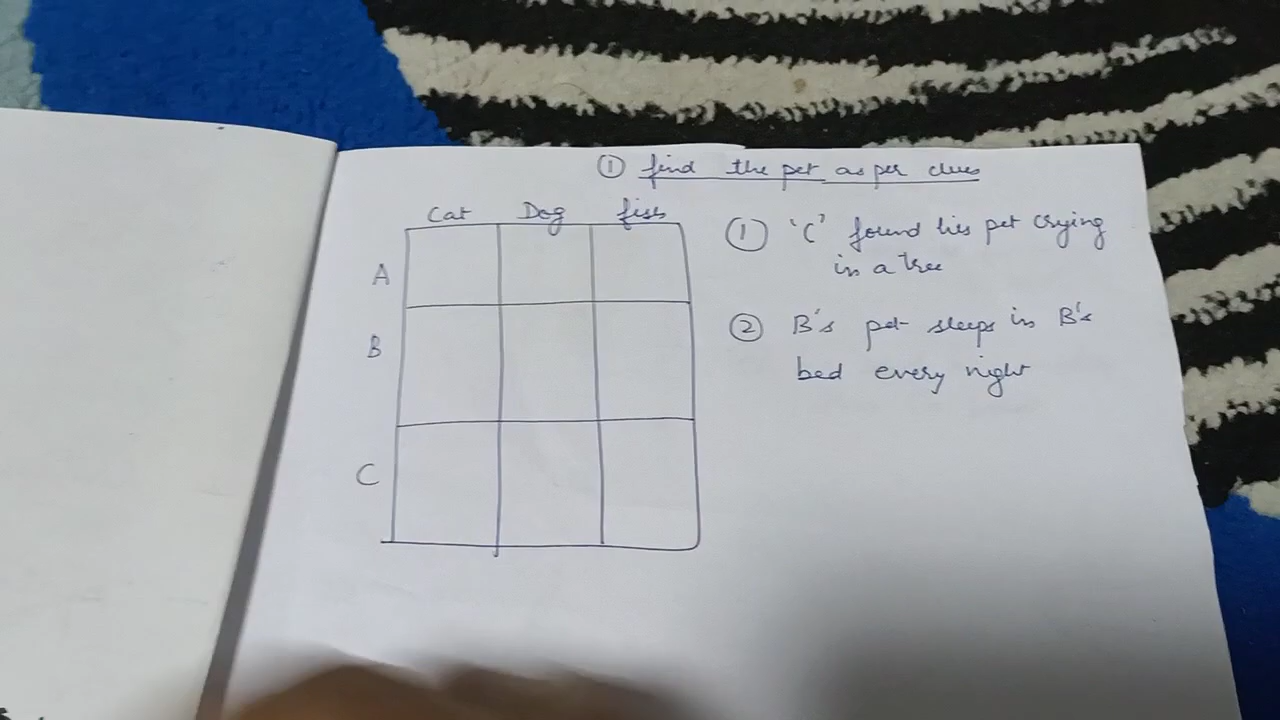 ① find the pet as per clues
Cat Dog fish
A
B
C
① 'C' found his pet crying
in a tree
② B's pet sleeps in B's
bed every night